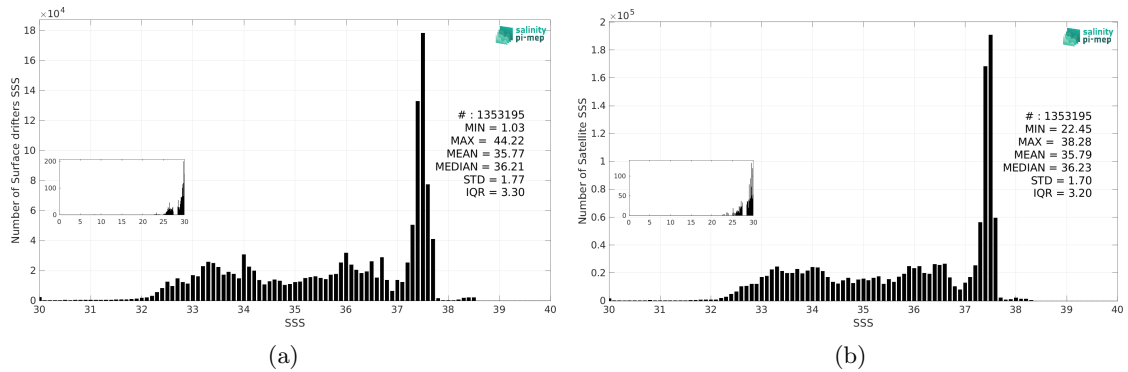 ×10⁴
salinity
pi-mep
18
16
14
12
10
8
6
4
2
0
Number of Surface drifters SSS
# : 1353195
MIN = 1.03
MAX = 44.22
MEAN = 35.77
MEDIAN = 36.21
STD = 1.77
IQR = 3.30
200
100
0
0 5 10 15 20 25 30
30 31 32 33 34 35 36 37 38 39 40
SSS
(a)
×10⁵
salinity
pi-mep
2
1.8
1.6
1.4
1.2
1
0.8
0.6
0.4
0.2
0
Number of Satellite SSS
# : 1353195
MIN = 22.45
MAX = 38.28
MEAN = 35.79
MEDIAN = 36.23
STD = 1.70
IQR = 3.20
100
50
0
0 5 10 15 20 25 30
30 31 32 33 34 35 36 37 38 39 40
SSS
(b)